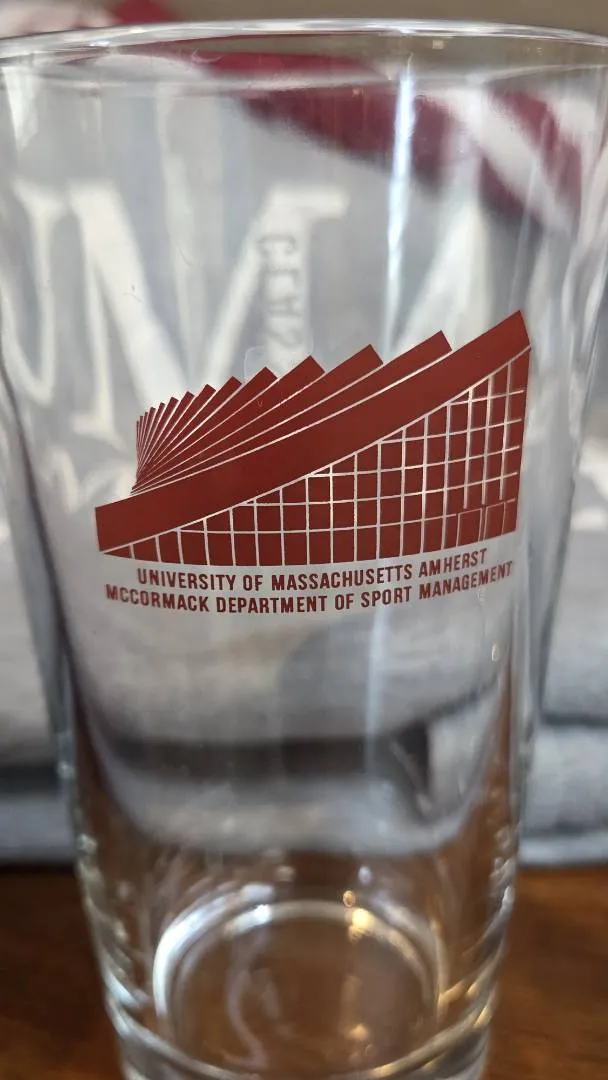 UNIVERSITY OF MASSACHUSETTS AMHERST
MCCORMACK DEPARTMENT OF SPORT MANAGEMENT